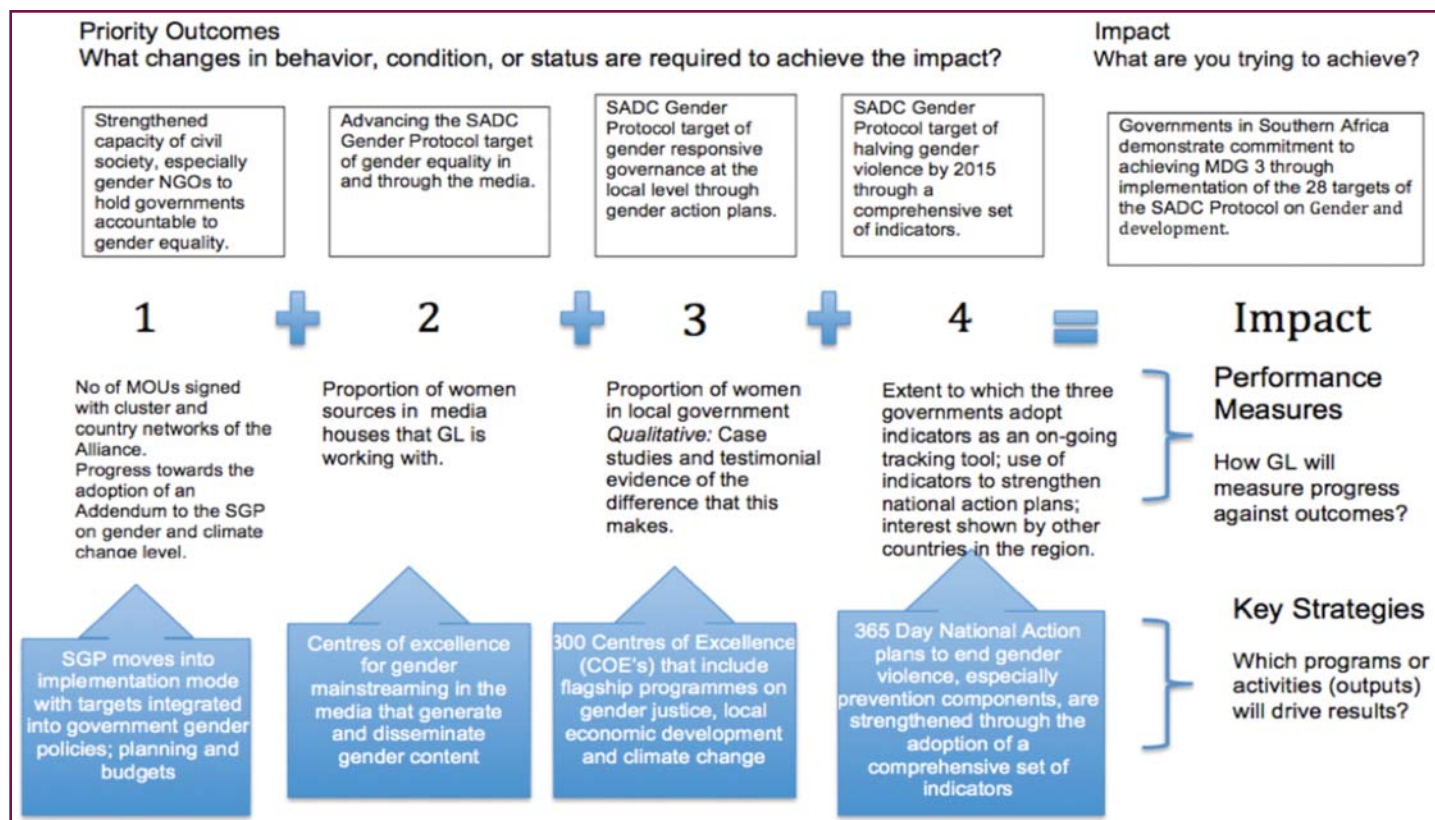 Priority Outcomes
What changes in behavior, condition, or status are required to achieve the impact?
Impact
What are you trying to achieve?
Strengthened
capacity of civil
society, especially
gender NGOs to
hold governments
accountable to
gender equality.
Advancing the SADC
Gender Protocol target
of gender equality in
and through the media.
SADC Gender
Protocol target of
gender responsive
governance at the
local level through
gender action plans.
SADC Gender
Protocol target of
halving gender
violence by 2015
through a
comprehensive set
of indicators.
Governments in Southern Africa
demonstrate commitment to
achieving MDG 3 through
implementation of the 28 targets of
the SADC Protocol on Gender and
development.
1 + 2 + 3 + 4 = Impact
No of MOUs signed
with cluster and
country networks of the
Alliance.
Progress towards the
adoption of an
Addendum to the SGP
on gender and climate
change level.
Proportion of women
sources in media
houses that GL is
working with.
Proportion of women
in local government
Qualitative: Case
studies and testimonial
evidence of the
difference that this
makes.
Extent to which the three
governments adopt
indicators as an on-going
tracking tool; use of
indicators to strengthen
national action plans;
interest shown by other
countries in the region.
Performance
Measures
How GL will
measure progress
against outcomes?
SGP moves into
implementation mode
with targets integrated
into government gender
policies; planning and
budgets
Centres of excellence
for gender
mainstreaming in the
media that generate
and disseminate
gender content
300 Centres of Excellence
(COE's) that include
flagship programmes on
gender justice, local
economic development
and climate change
365 Day National Action
plans to end gender
violence, especially
prevention components, are
strengthened through the
adoption of a
comprehensive set of
indicators
Key Strategies
Which programs or
activities (outputs)
will drive results?